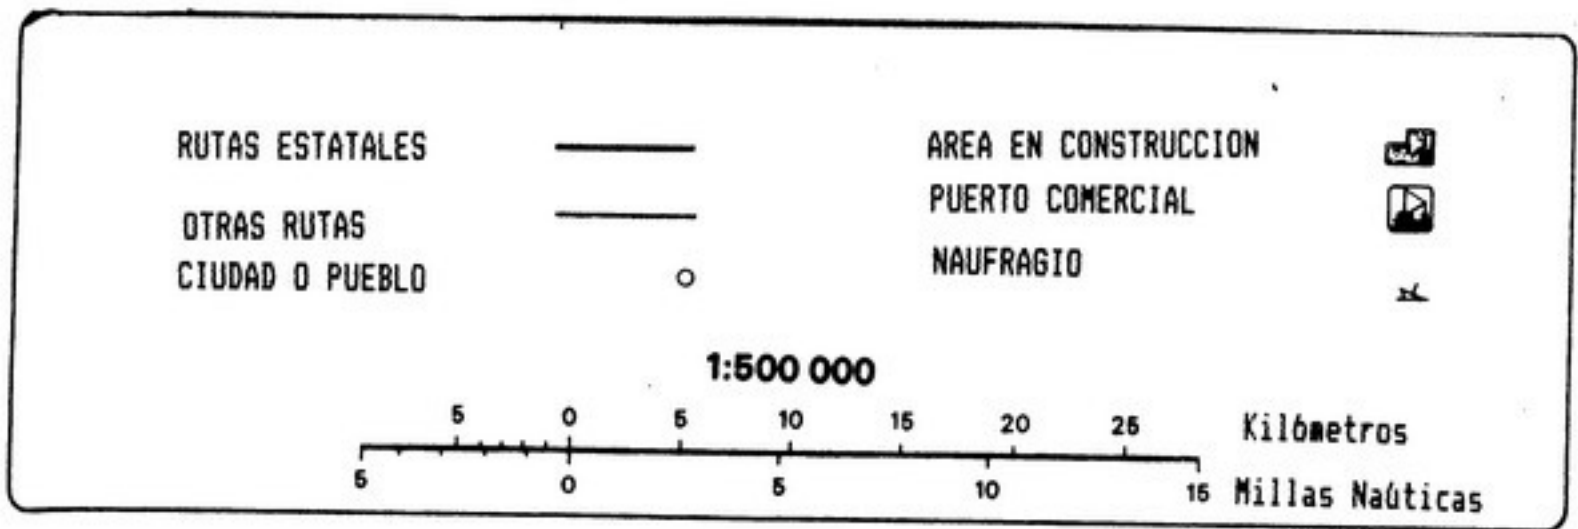 RUTAS ESTATALES
OTRAS RUTAS
CIUDAD O PUEBLO
AREA EN CONSTRUCCION
PUERTO COMERCIAL
NAUFRAGIO
1:500 000
5 0 5 10 15 20 25 Kilómetros
5 0 5 10 15 Millas Naúticas